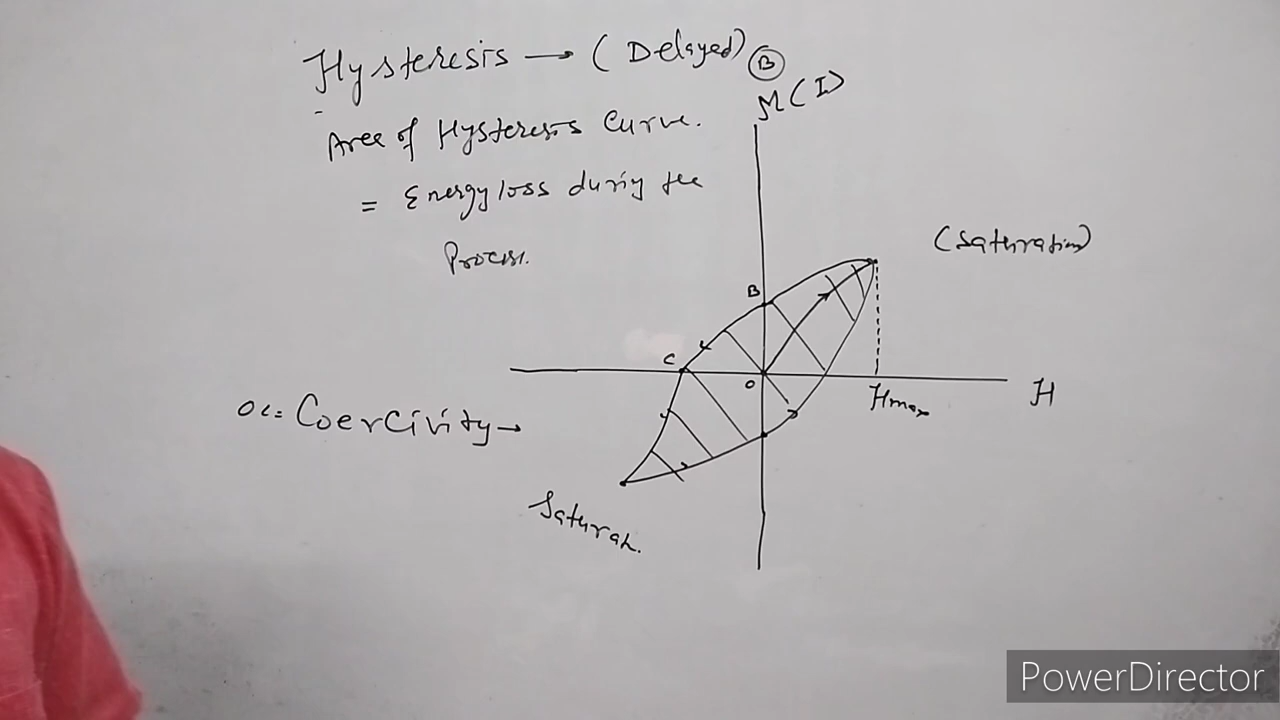 Hysteresis → (Delayed)
B
M(I)
Area of Hysteresis Curve.
= Energy loss during the
Process.
(Saturation)
B
C
O
Hmax
H
OC = Coercivity →
Saturat.
PowerDirector